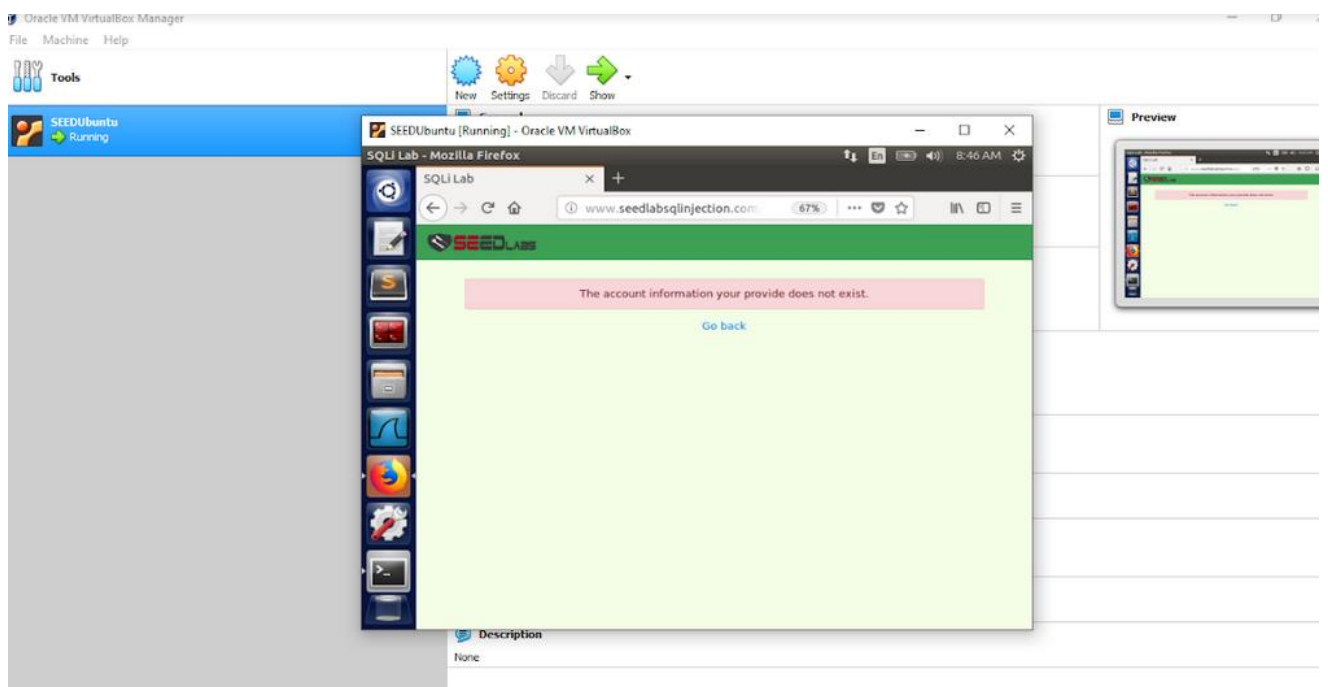 Oracle VM VirtualBox Manager
File Machine Help
Tools
New Settings Discard Show
SEEDUbuntu
Running
Preview
SEEDUbuntu [Running] - Oracle VM VirtualBox
SQLi Lab - Mozilla Firefox
En
8:46 AM
SQLi Lab
www.seedlabsqlinjection.com
67%
SEEDLABS
The account information your provide does not exist.
Go back
Description
None